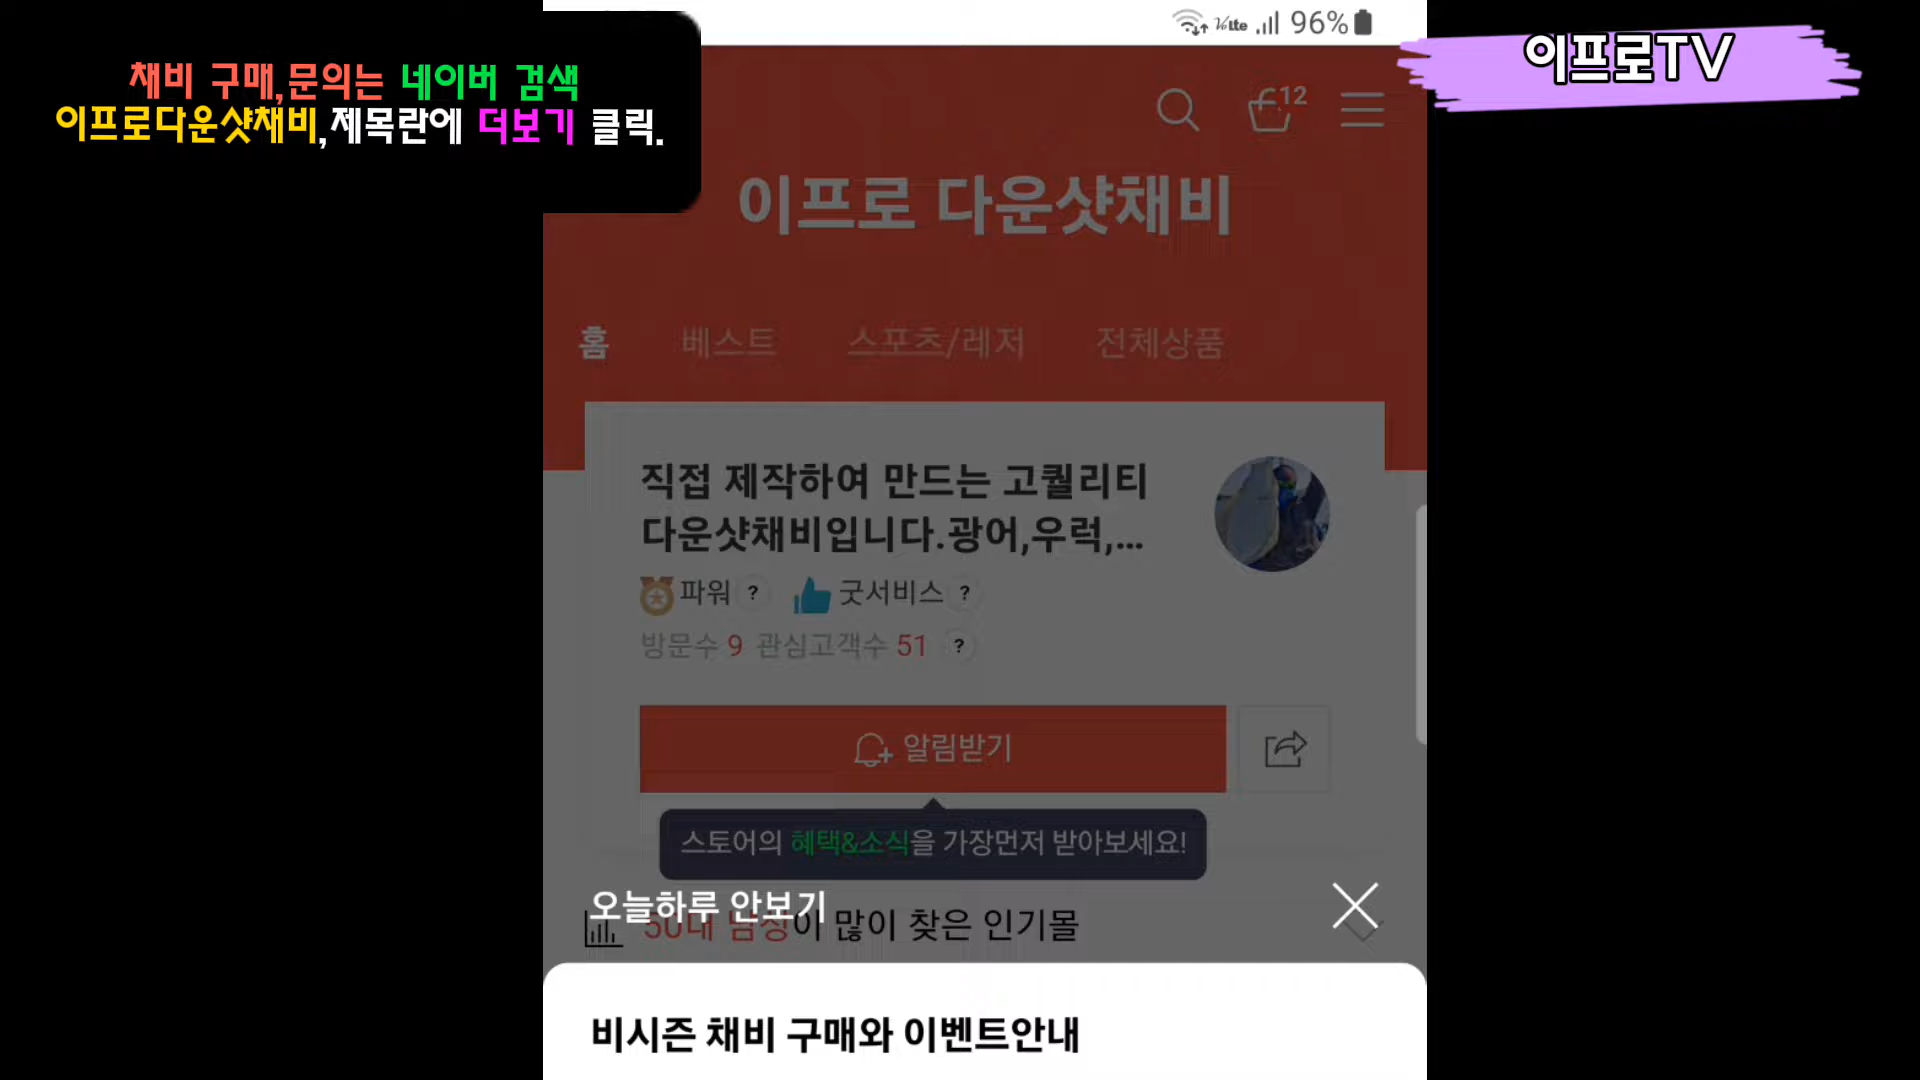 VoLTE 96%
채비 구매,문의는 네이버 검색
이프로다운샷채비,제목란에 더보기 클릭.
이프로TV
12
이프로 다운샷채비
홈 베스트 스포츠/레저 전체상품
직접 제작하여 만드는 고퀄리티
다운샷채비입니다.광어,우럭,...
파워 ? 굿서비스 ?
방문수 9 관심고객수 51 ?
알림받기
스토어의 혜택&소식을 가장먼저 받아보세요!
오늘하루 안보기
50대 남성이 많이 찾은 인기몰
비시즌 채비 구매와 이벤트안내